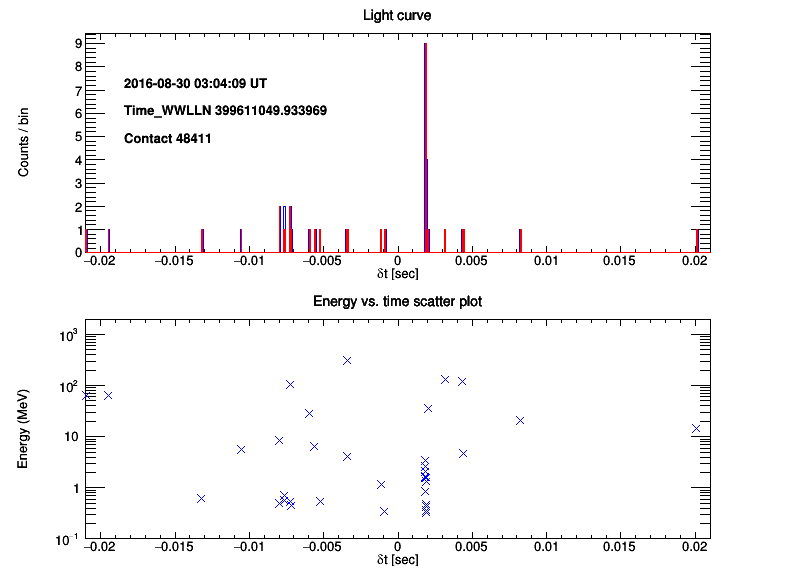 Light curve
9
8
7
6
5
4
3
2
1
0
Counts / bin
2016-08-30 03:04:09 UT
Time_WWLLN 399611049.933969
Contact 48411
−0.02 −0.015 −0.01 −0.005 0 0.005 0.01 0.015 0.02
δt [sec]
Energy vs. time scatter plot
10³
10²
10
1
10⁻¹
Energy (MeV)
−0.02 −0.015 −0.01 −0.005 0 0.005 0.01 0.015 0.02
δt [sec]